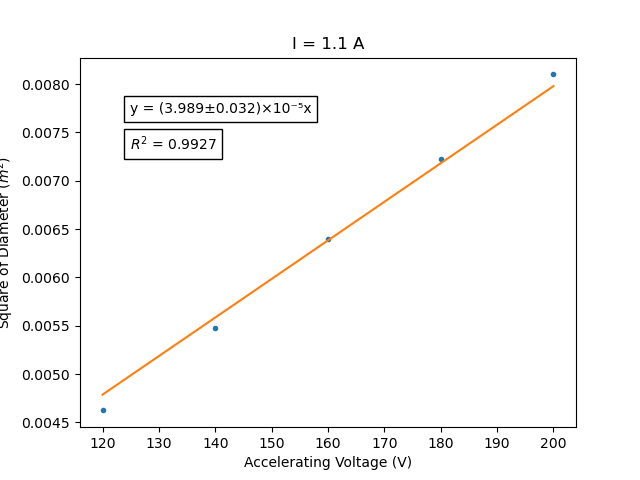 I = 1.1 A
y = (3.989±0.032)×10⁻⁵x
R² = 0.9927
Square of Diameter (m²)
0.0080
0.0075
0.0070
0.0065
0.0060
0.0055
0.0050
0.0045
120 130 140 150 160 170 180 190 200
Accelerating Voltage (V)